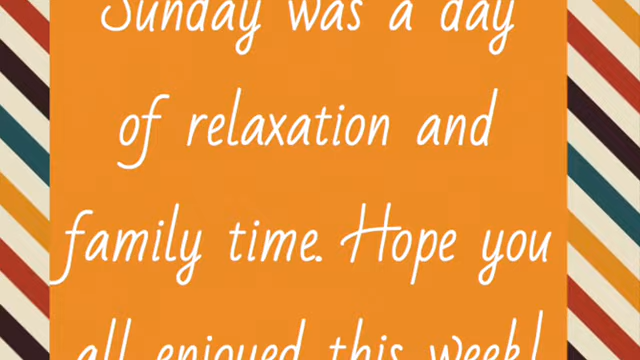 Sunday was a day
of relaxation and
family time. Hope you
all enjoyed this week!